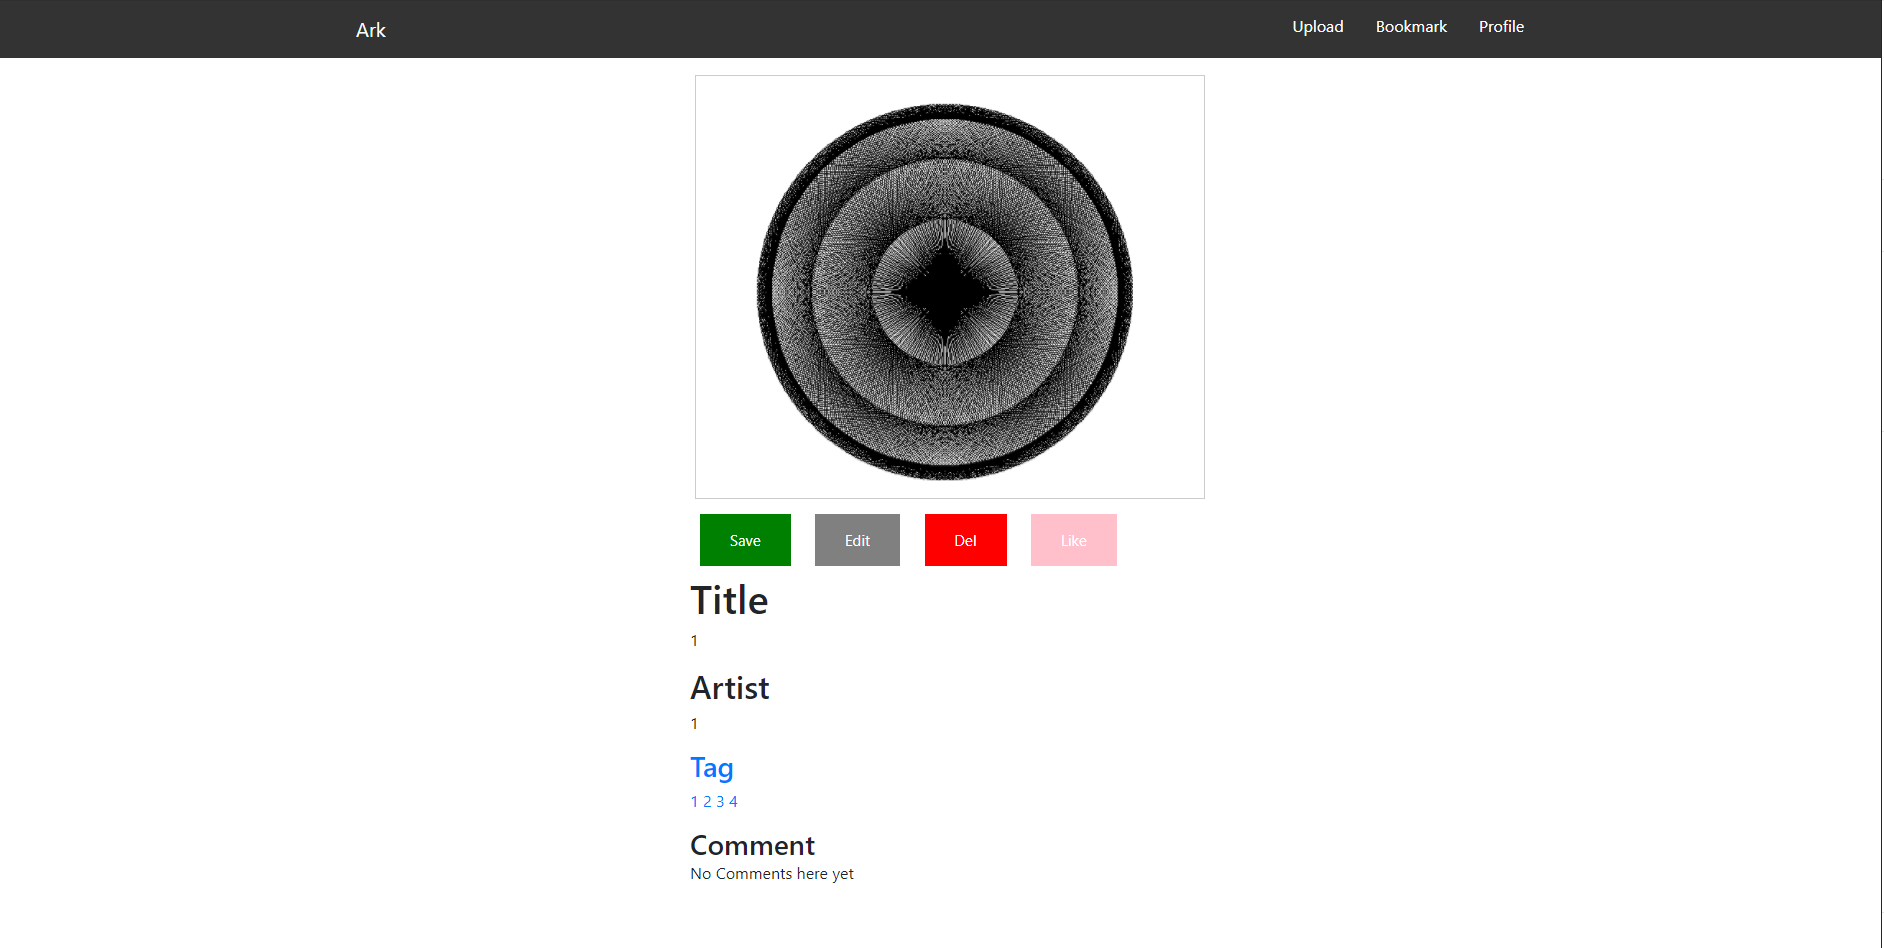 Ark
Upload Bookmark Profile
Save Edit Del Like
Title
1
Artist
1
Tag
1 2 3 4
Comment
No Comments here yet